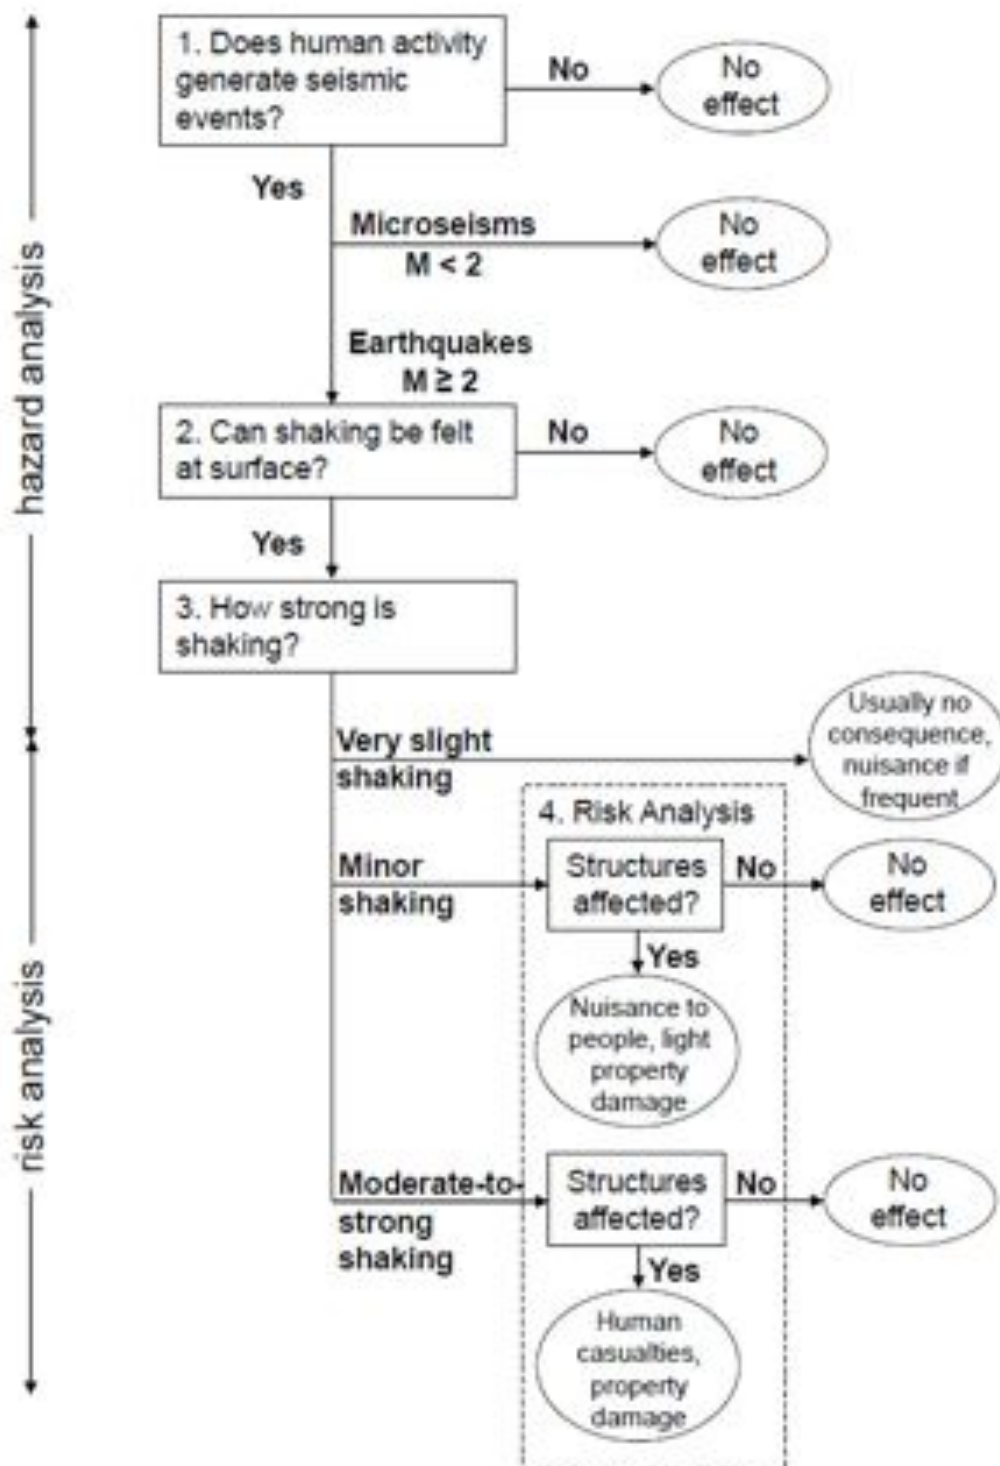 1. Does human activity
generate seismic
events?
No
No
effect
Yes
Microseisms
M < 2
No
effect
Earthquakes
M ≥ 2
2. Can shaking be felt
at surface?
No
No
effect
Yes
3. How strong is
shaking?
hazard analysis
Very slight
shaking
Usually no
consequence,
nuisance if
frequent
4. Risk Analysis
Minor
shaking
Structures
affected?
No
No
effect
Yes
Nuisance to
people, light
property
damage
Moderate-to-
strong
shaking
Structures
affected?
No
No
effect
Yes
Human
casualties,
property
damage
risk analysis